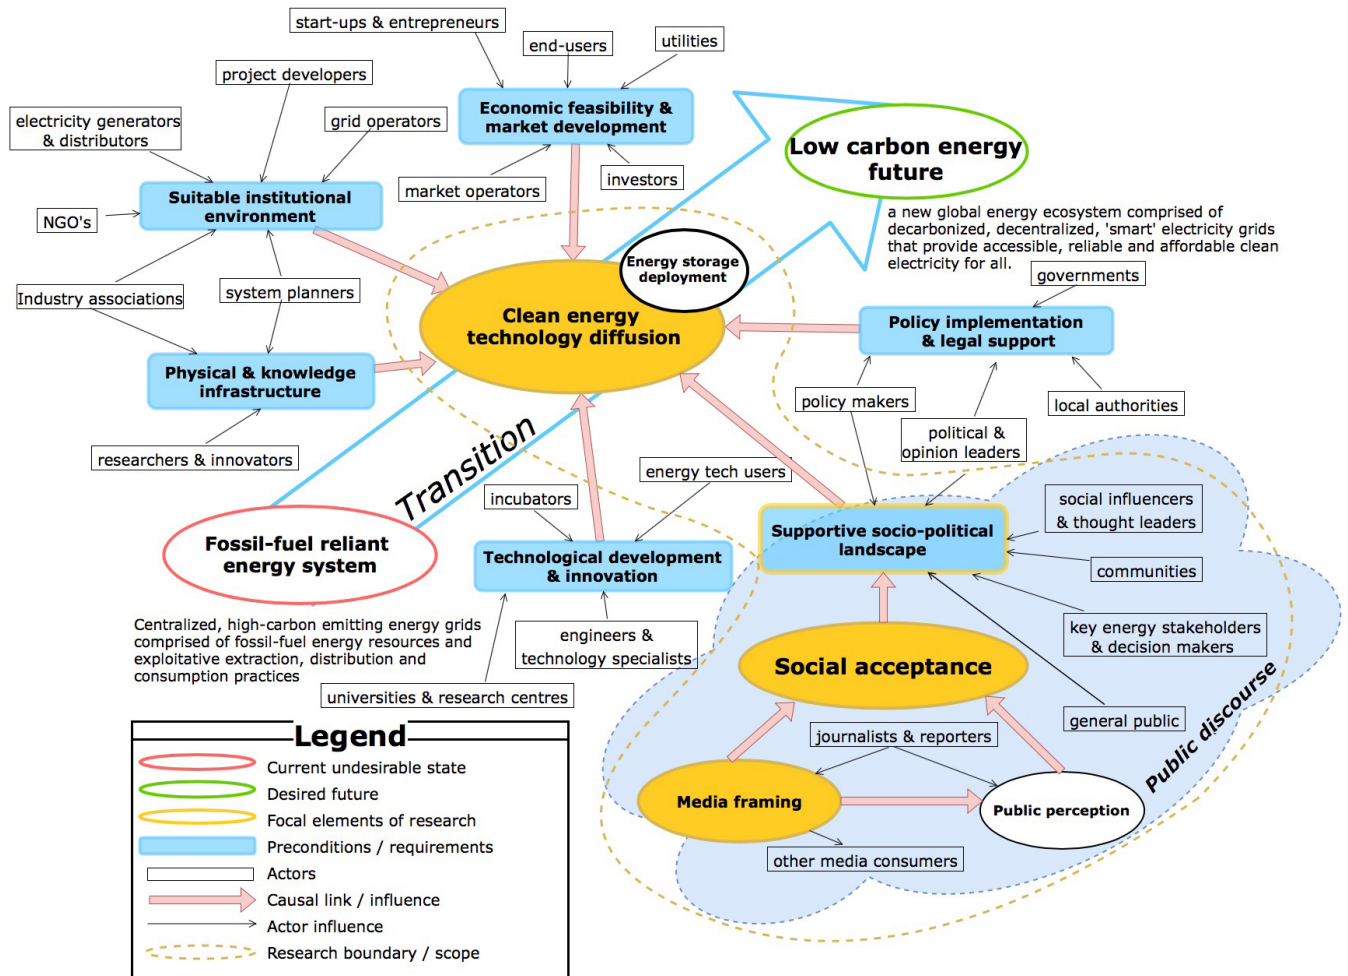 start-ups & entrepreneurs
end-users
utilities
project developers
electricity generators
& distributors
grid operators
Economic feasibility &
market development
Low carbon energy
future
market operators
investors
Suitable institutional
environment
NGO's
a new global energy ecosystem comprised of
decarbonized, decentralized, 'smart' electricity grids
that provide accessible, reliable and affordable clean
electricity for all.
Energy storage
deployment
governments
Industry associations
system planners
Clean energy
technology diffusion
Policy implementation
& legal support
Physical & knowledge
infrastructure
policy makers
local authorities
political &
opinion leaders
researchers & innovators
Transition
energy tech users
incubators
social influencers
& thought leaders
Fossil-fuel reliant
energy system
Technological development
& innovation
Supportive socio-political
landscape
communities
Centralized, high-carbon emitting energy grids
comprised of fossil-fuel energy resources and
exploitative extraction, distribution and
consumption practices
engineers &
technology specialists
key energy stakeholders
& decision makers
universities & research centres
Social acceptance
general public
Public discourse
journalists & reporters
Media framing
Public perception
other media consumers
Legend
Current undesirable state
Desired future
Focal elements of research
Preconditions / requirements
Actors
Causal link / influence
Actor influence
Research boundary / scope